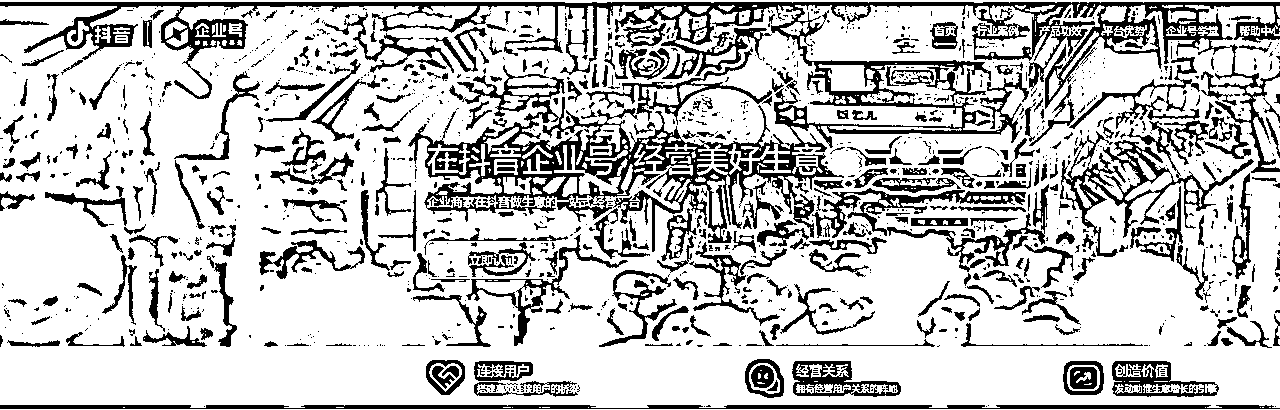 抖音 企业号
首页 行业案例 产品功效 平台优势 企业号学堂 帮助中心
在抖音企业号 经营美好生意
企业商家在抖音做生意的一站式经营平台
立即认证
连接用户
搭建高效连接用户的桥梁
经营关系
拥有经营用户关系的阵地
创造价值
发动助推生意增长的引擎